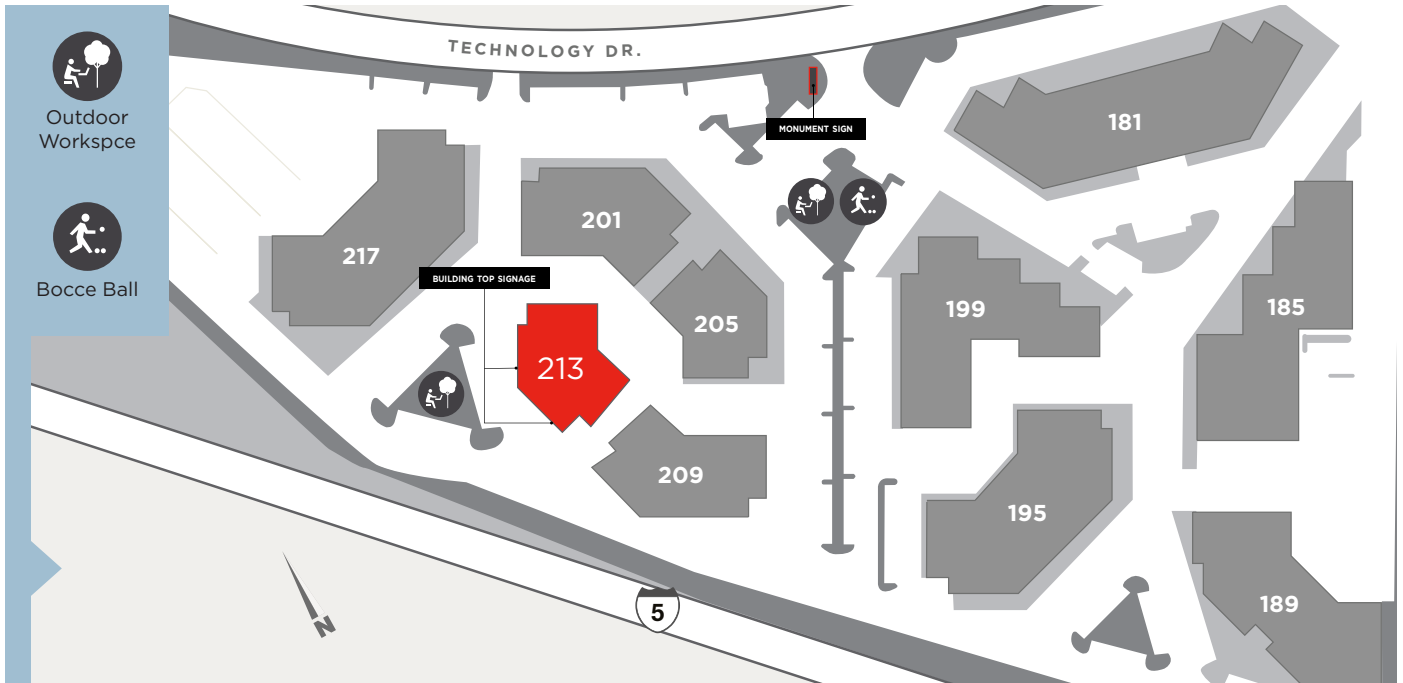 Outdoor
Workspce
Bocce Ball
TECHNOLOGY DR.
MONUMENT SIGN
181
201
217
BUILDING TOP SIGNAGE
205
199
185
213
209
195
189
5
N